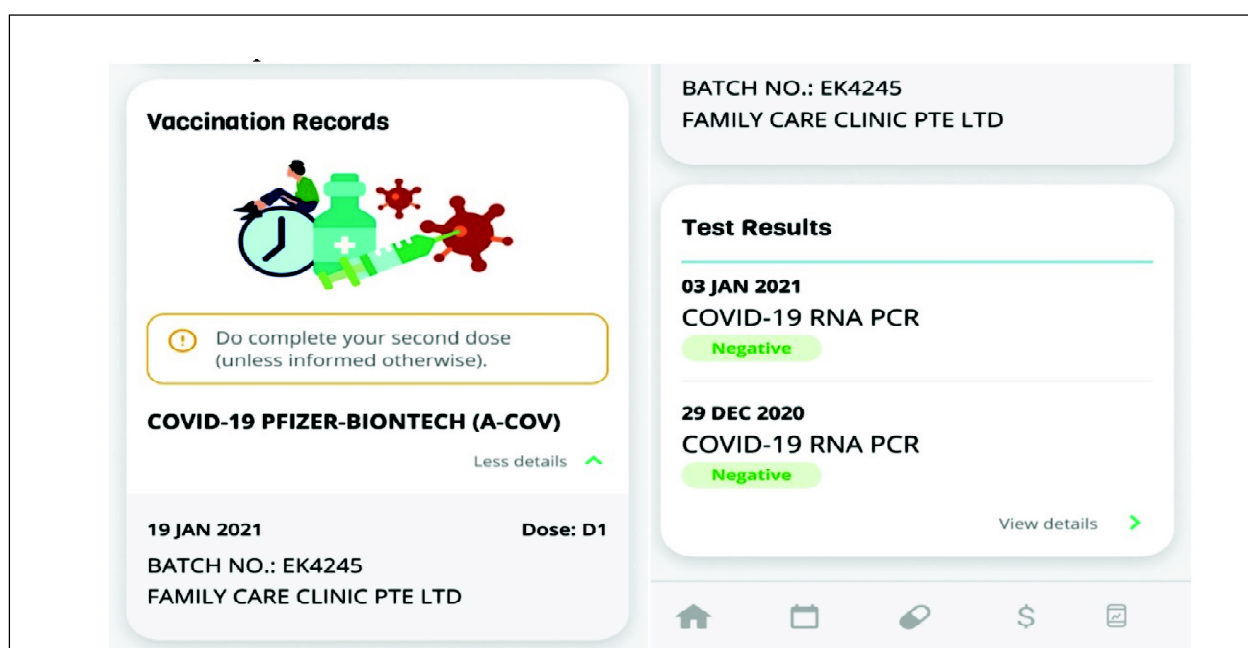 Vaccination Records
Do complete your second dose
(unless informed otherwise).
COVID-19 PFIZER-BIONTECH (A-COV)
Less details
19 JAN 2021 Dose: D1
BATCH NO.: EK4245
FAMILY CARE CLINIC PTE LTD
BATCH NO.: EK4245
FAMILY CARE CLINIC PTE LTD
Test Results
03 JAN 2021
COVID-19 RNA PCR
Negative
29 DEC 2020
COVID-19 RNA PCR
Negative
View details